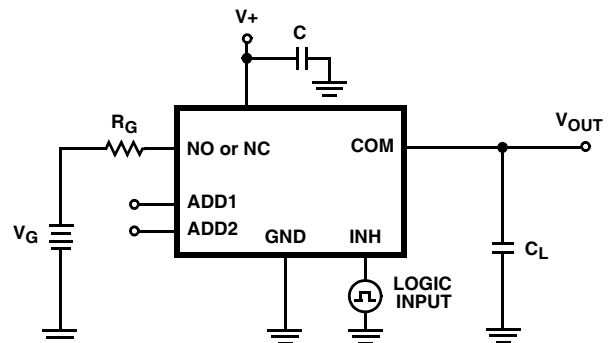 V+
C
RG
NO or NC
COM
VOUT
ADD1
ADD2
VG
GND
INH
CL
LOGIC
INPUT